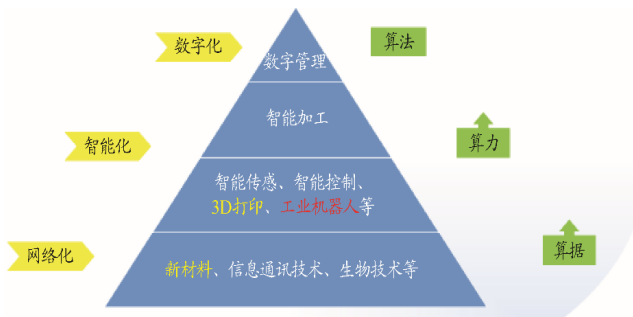 数字化
算法
数字管理
智能加工
智能化
算力
智能传感、智能控制、
3D打印、工业机器人等
网络化
算据
新材料、信息通讯技术、生物技术等